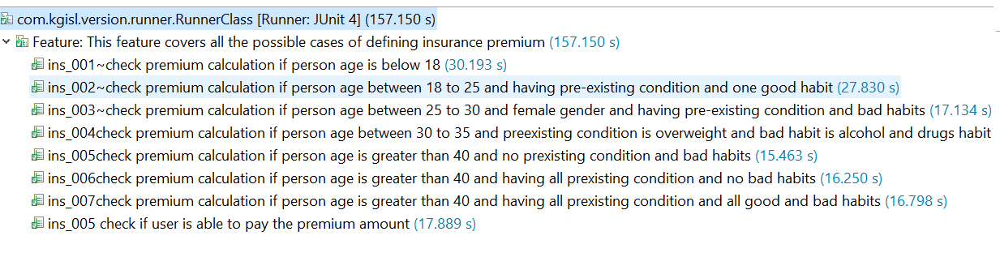 com.kgisl.version.runner.RunnerClass [Runner: JUnit 4] (157.150 s)
Feature: This feature covers all the possible cases of defining insurance premium (157.150 s)
ins_001~check premium calculation if person age is below 18 (30.193 s)
ins_002~check premium calculation if person age between 18 to 25 and having pre-existing condition and one good habit (27.830 s)
ins_003~check premium calculation if person age between 25 to 30 and female gender and having pre-existing condition and bad habits (17.134 s)
ins_004check premium calculation if person age between 30 to 35 and preexisting condition is overweight and bad habit is alcohol and drugs habit
ins_005check premium calculation if person age is greater than 40 and no prexisting condition and bad habits (15.463 s)
ins_006check premium calculation if person age is greater than 40 and having all prexisting condition and no bad habits (16.250 s)
ins_007check premium calculation if person age is greater than 40 and having all prexisting condition and all good and bad habits (16.798 s)
ins_005 check if user is able to pay the premium amount (17.889 s)